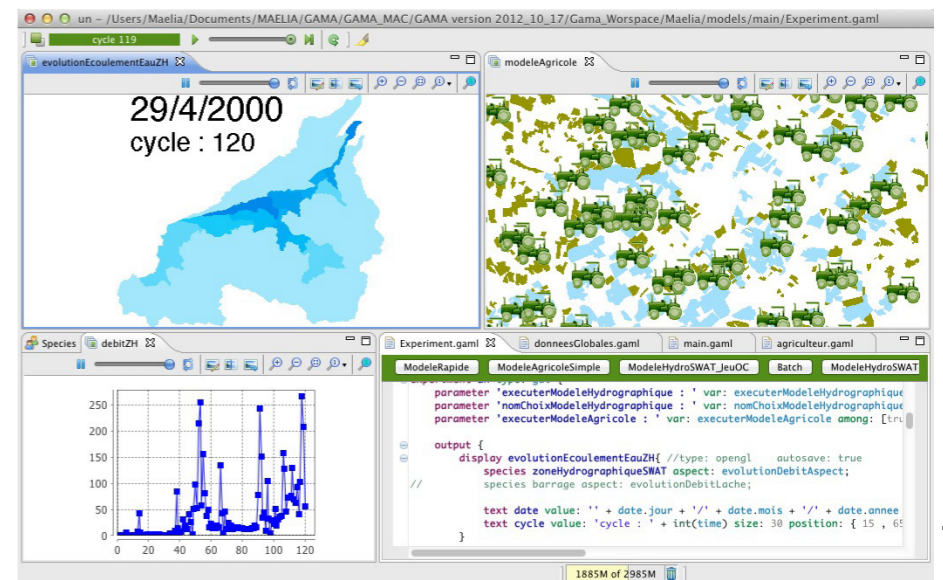 un - /Users/Maelia/Documents/MAELIA/GAMA/GAMA_MAC/GAMA version 2012_10_17/Gama_Worspace/Maelia/models/main/Experiment.gaml
cycle 119
evolutionEcoulementEauZH
29/4/2000
cycle : 120
modeleAgricole
Species debitZH
250
200
150
100
50
0
0 20 40 60 80 100 120
Experiment.gaml donneesGlobales.gaml main.gaml agriculteur.gaml
ModeleRapide ModeleAgricoleSimple ModeleHydroSWAT_JeuOC Batch ModeleHydroSWAT
parameter 'executerModeleHydrographique : ' var: executerModeleHydrographique
parameter 'nomChoixModeleHydrographique : ' var: nomChoixModeleHydrographique
parameter 'executerModeleAgricole : ' var: executerModeleAgricole among: [tru
output {
display evolutionEcoulementEauZH{ //type: opengl autosave: true
species zoneHydrographiqueSWAT aspect: evolutionDebitAspect;
// species barrage aspect: evolutionDebitLache;
text date value: '' + date.jour + '/' + date.mois + '/' + date.annee
text cycle value: 'cycle : ' + int(time) size: 30 position: { 15 , 65
}
1885M of 2985M